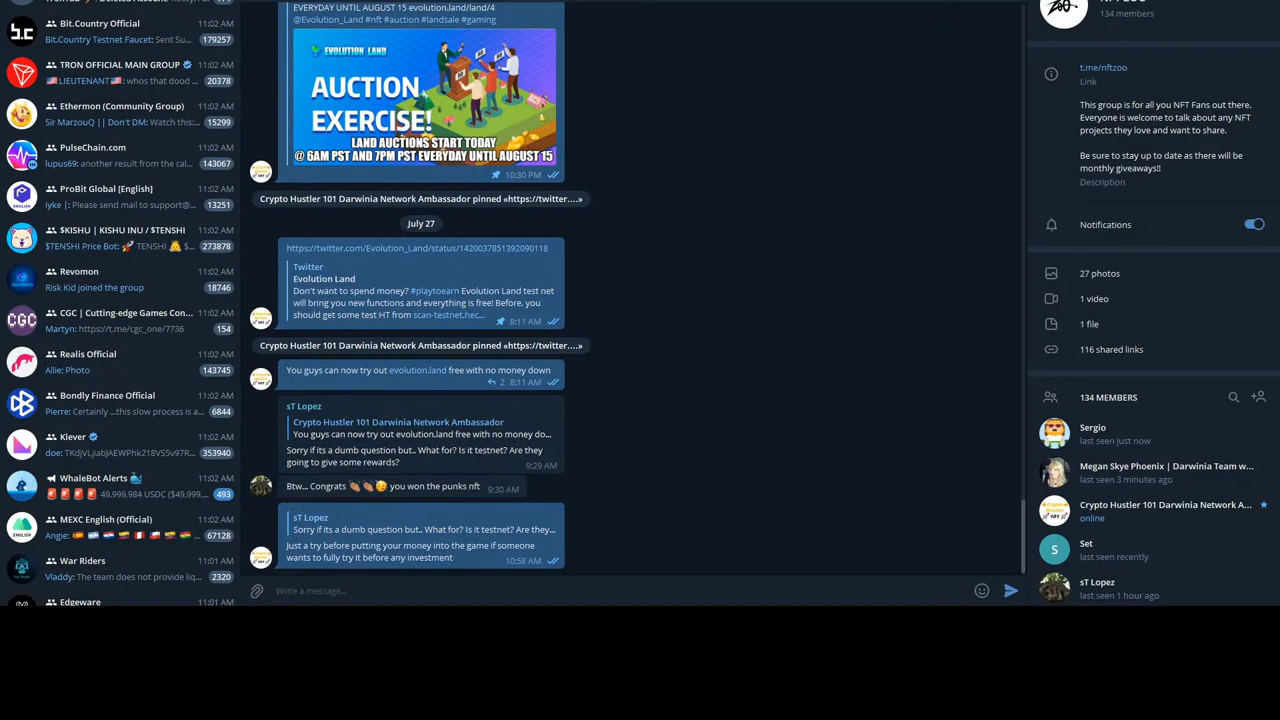 Bit.Country Official 11:02 AM
Bit.Country Testnet Faucet: Sent Su... 179257
TRON OFFICIAL MAIN GROUP 11:02 AM
LIEUTENANT : whos that dood ... 20378
Ethermon (Community Group) 11:02 AM
Sir MarzouQ || Don't DM: Watch this: 15299
PulseChain.com 11:02 AM
lupus69: another result from the cal... 143067
ProBit Global [English] 11:02 AM
iyke |: Please send mail to support@... 13251
$KISHU | KISHU INU / $TENSHI 11:02 AM
$TENSHI Price Bot: 🚀 TENSHI $... 273878
Revomon 11:02 AM
Risk Kid joined the group 18746
CGC | Cutting-edge Games Con... 11:02 AM
CGC
Martyn: https://t.me/cgc_one/7736 154
Realis Official 11:02 AM
Allie: Photo 143745
Bondly Finance Official 11:02 AM
Pierre: Certainly ...this slow process is a... 6844
Klever 11:02 AM
doe: TKdjVLjiabJAEWPhk218VS5v97R... 353940
WhaleBot Alerts 🐳 11:02 AM
🚨🚨🚨🚨 49,999,984 USDC ($49,999,... 493
MEXC English (Official) 11:02 AM
ENGLISH
Angie: 67128
War Riders 11:02 AM
Vladdy: The team does not provide liq... 2320
Edgeware 11:01 AM
EVERYDAY UNTIL AUGUST 15 evolution.land/land/4
@Evolution_Land #nft #auction #landsale #gaming
EVOLUTION LAND
AUCTION
EXERCISE!
LAND AUCTIONS START TODAY
@ 6AM PST AND 7PM PST EVERYDAY UNTIL AUGUST 15
10:30 PM
Crypto Hustler 101 Darwinia Network Ambassador pinned «https://twitter....»
July 27
https://twitter.com/Evolution_Land/status/1420037851392090118
Twitter
Evolution Land
Don't want to spend money? #playtoearn Evolution Land test net
will bring you new functions and everything is free! Before, you
should get some test HT from scan-testnet.hec...
8:11 AM
Crypto Hustler 101 Darwinia Network Ambassador pinned «https://twitter....»
You guys can now try out evolution.land free with no money down
2 8:11 AM
sT Lopez
Crypto Hustler 101 Darwinia Network Ambassador
You guys can now try out evolution.land free with no money do...
Sorry if its a dumb question but.. What for? Is it testnet? Are they
going to give some rewards?
9:29 AM
Btw... Congrats 👏🏾👏🏾🥳 you won the punks nft 9:30 AM
sT Lopez
Sorry if its a dumb question but.. What for? Is it testnet? Are they...
Just a try before putting your money into the game if someone
wants to fully try it before any investment
10:58 AM
Write a message...
134 members
t.me/nftzoo
Link
This group is for all you NFT Fans out there.
Everyone is welcome to talk about any NFT
projects they love and want to share.
Be sure to stay up to date as there will be
monthly giveaways!!
Description
Notifications
27 photos
1 video
1 file
116 shared links
134 MEMBERS
Sergio
last seen just now
Megan Skye Phoenix | Darwinia Team w...
last seen 3 minutes ago
Crypto Hustler 101 Darwinia Network A...
online
Set
S
last seen recently
sT Lopez
last seen 1 hour ago